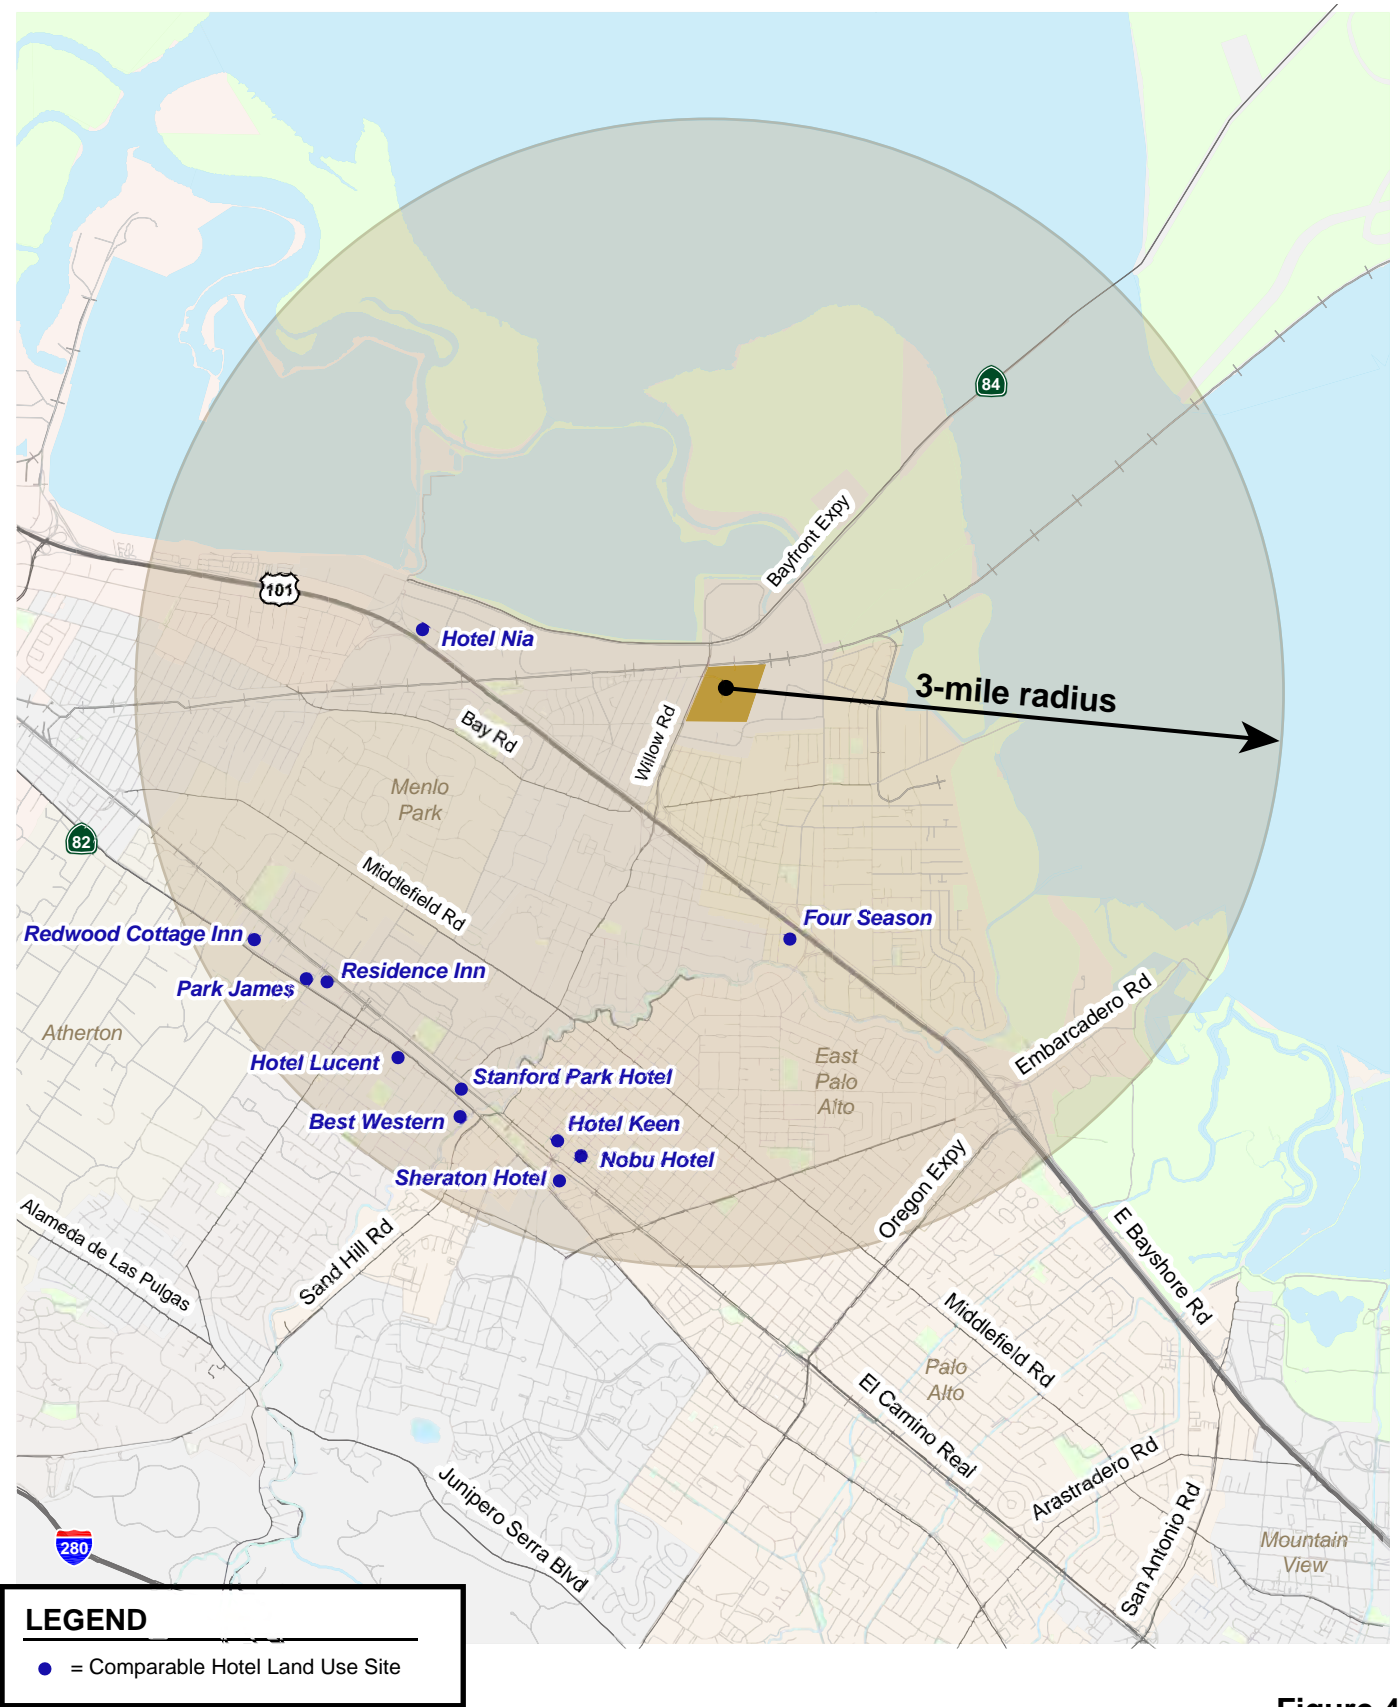 84
Bayfront Expy
101
Hotel Nia
3-mile radius
Willow Rd
Bay Rd
Menlo
Park
82
Middlefield Rd
Four Season
Redwood Cottage Inn
Residence Inn
Park James
Embarcadero Rd
Atherton
East
Palo
Alto
Hotel Lucent
Stanford Park Hotel
Best Western
Hotel Keen
Nobu Hotel
Sheraton Hotel
Oregon Expy
Alameda de Las Pulgas
Sand Hill Rd
E Bayshore Rd
Middlefield Rd
Palo
Alto
El Camino Real
Arastradero Rd
Junipero Serra Blvd
San Antonio Rd
Mountain
View
280
LEGEND
= Comparable Hotel Land Use Site
Figure 4